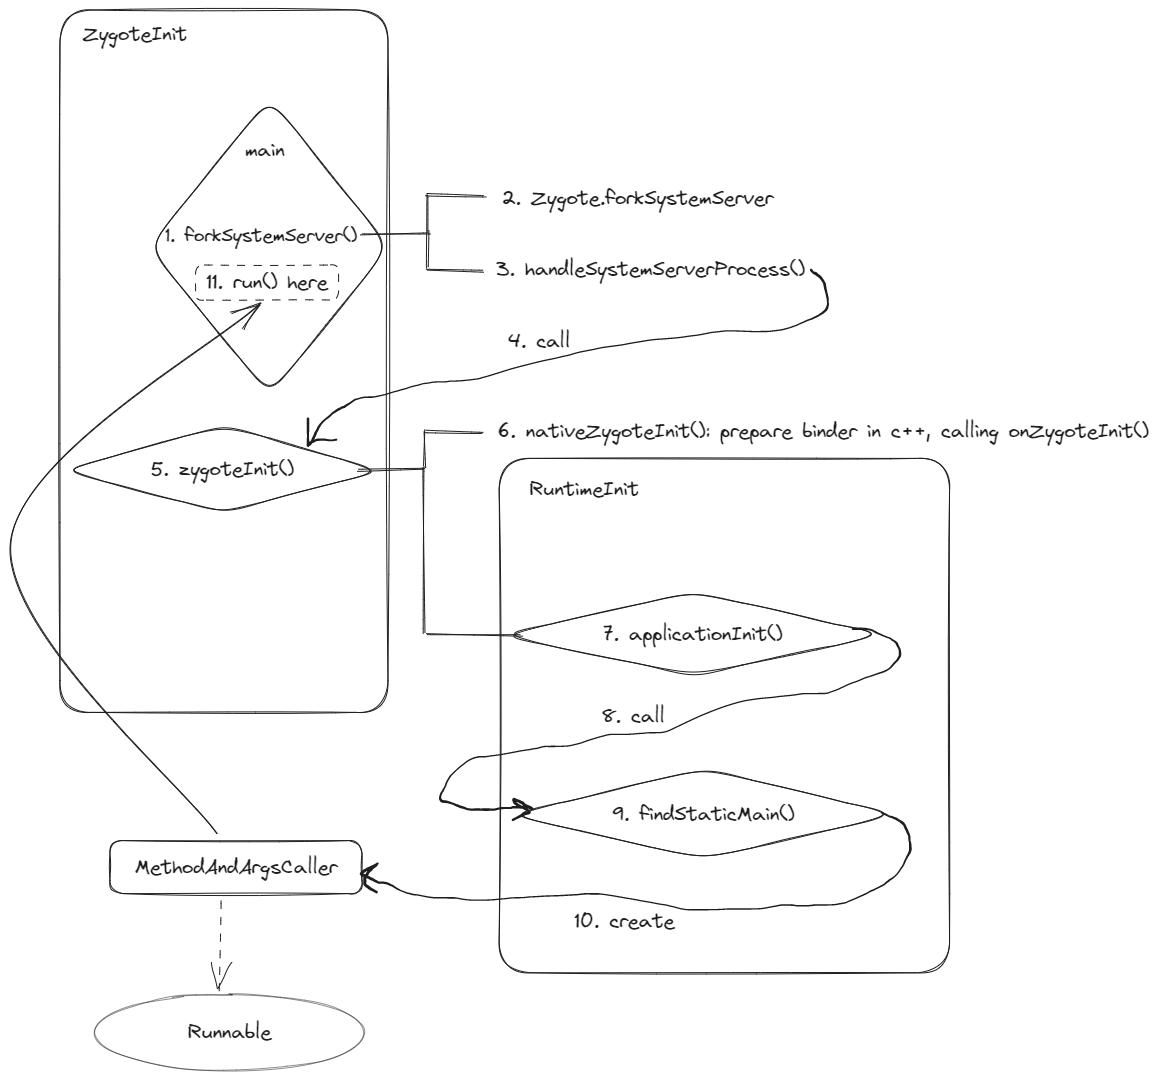 ZygoteInit
main
1. forkSystemServer()
11. run() here
2. Zygote.forkSystemServer
3. handleSystemServerProcess()
4. call
5. zygoteInit()
6. nativeZygoteInit(): prepare binder in c++, calling onZygoteInit()
RuntimeInit
7. applicationInit()
8. call
9. findStaticMain()
10. create
MethodAndArgsCaller
Runnable